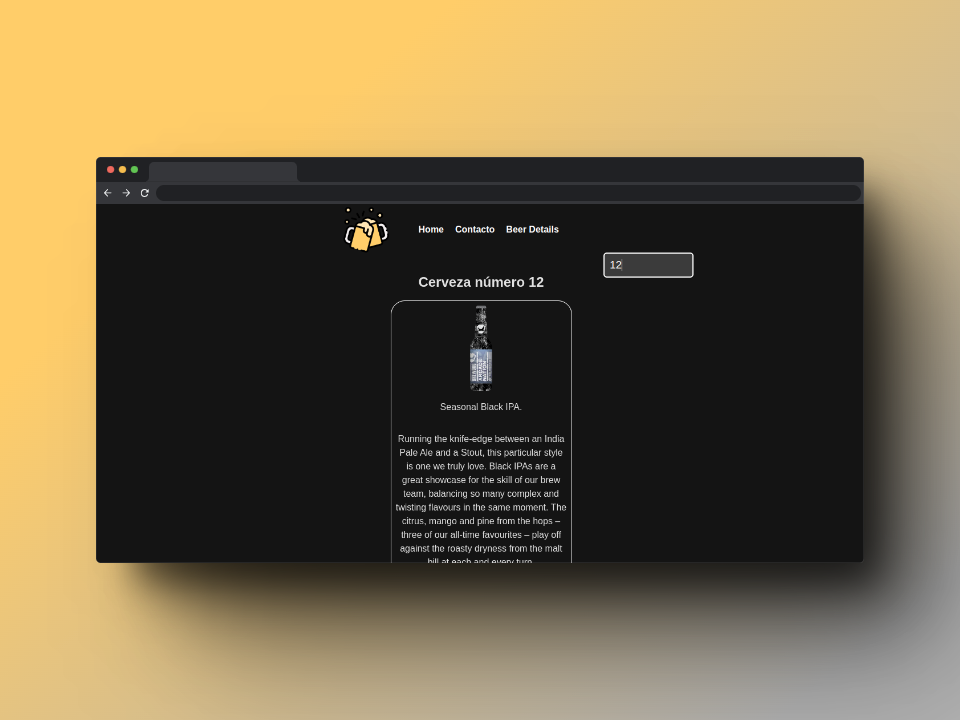 Home Contacto Beer Details
12
Cerveza número 12
Seasonal Black IPA.
Running the knife-edge between an India
Pale Ale and a Stout, this particular style
is one we truly love. Black IPAs are a
great showcase for the skill of our brew
team, balancing so many complex and
twisting flavours in the same moment. The
citrus, mango and pine from the hops –
three of our all-time favourites – play off
against the roasty dryness from the malt
bill at each and every turn.